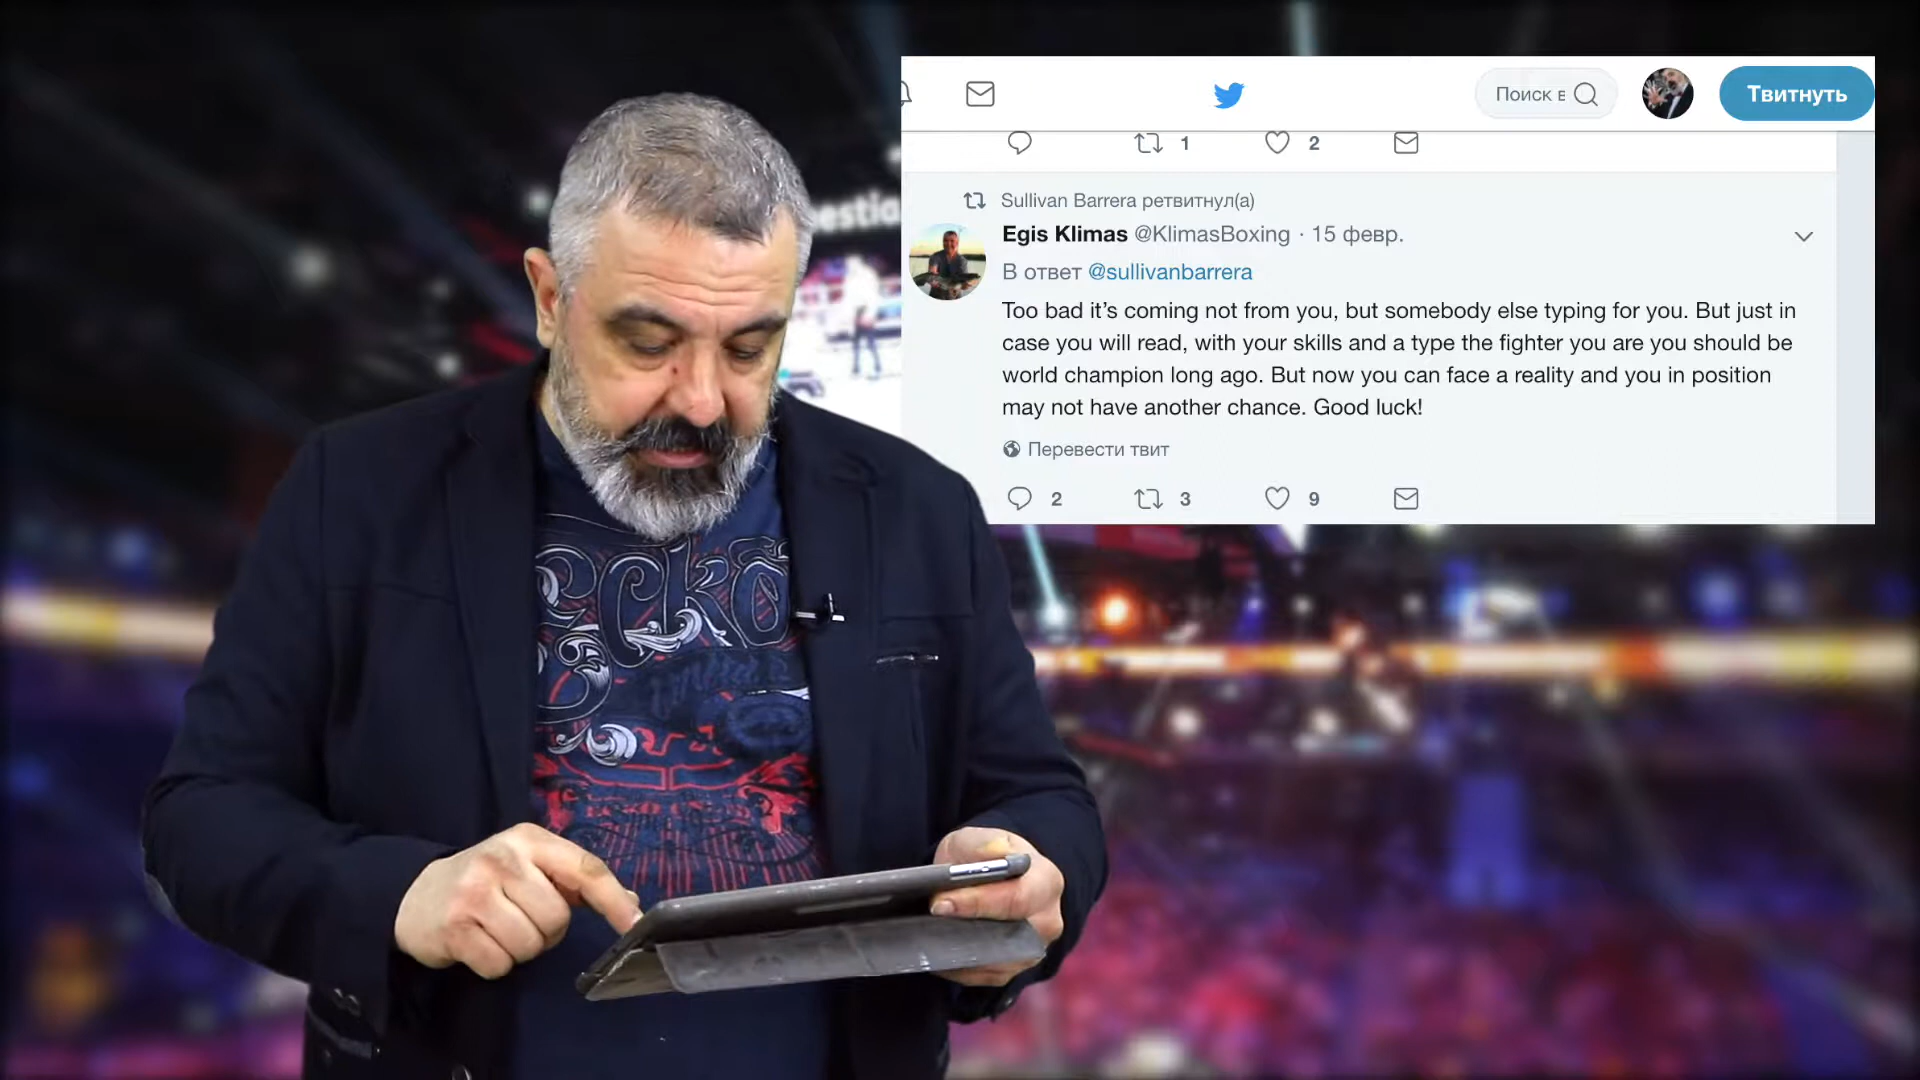 Поиск в
Твитнуть
1
2
Sullivan Barrera ретвитнул(а)
Egis Klimas @KlimasBoxing · 15 февр.
В ответ @sullivanbarrera
Too bad it’s coming not from you, but somebody else typing for you. But just in
case you will read, with your skills and a type the fighter you are you should be
world champion long ago. But now you can face a reality and you in position
may not have another chance. Good luck!
Перевести твит
2
3
9
ecko